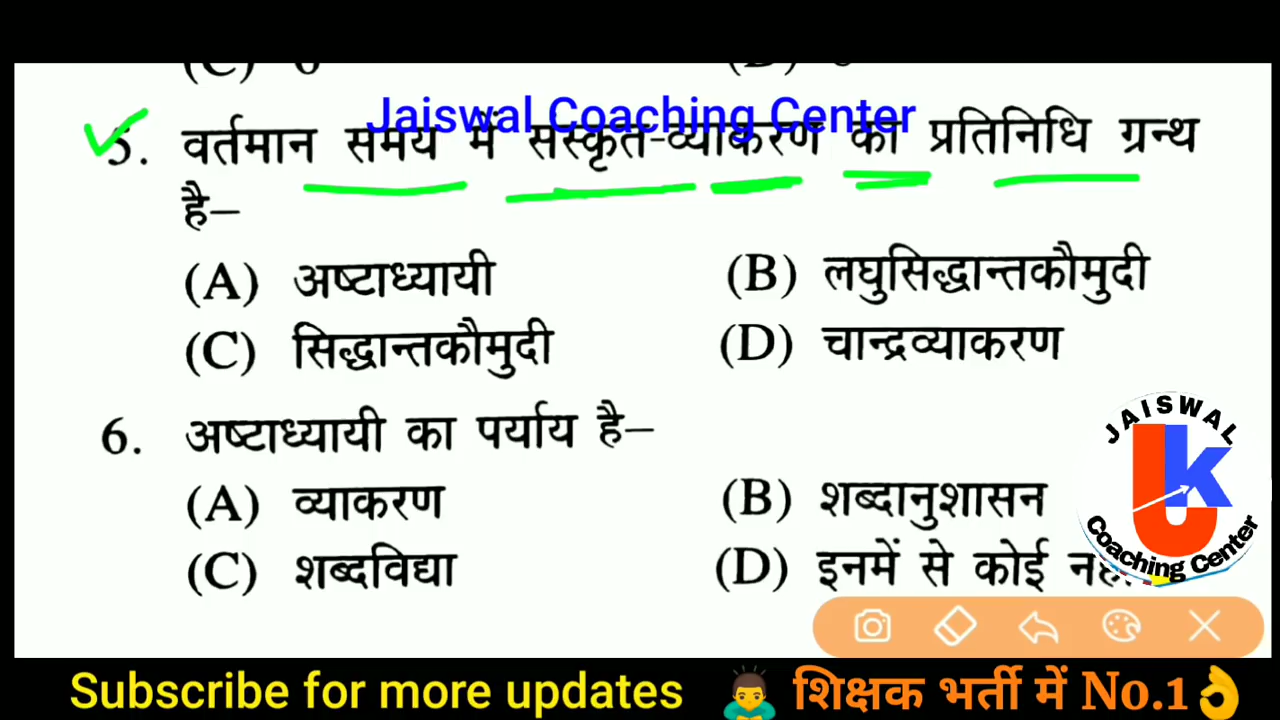 Jaiswal Coaching Center
5. वर्तमान समय में संस्कृत-व्याकरण का प्रतिनिधि ग्रन्थ
है–
(A) अष्टाध्यायी (B) लघुसिद्धान्तकौमुदी
(C) सिद्धान्तकौमुदी (D) चान्द्रव्याकरण
6. अष्टाध्यायी का पर्याय है–
(A) व्याकरण (B) शब्दानुशासन
(C) शब्दविद्या (D) इनमें से कोई
JAISWAL
UK
Coaching Center
Subscribe for more updates शिक्षक भर्ती में No.1